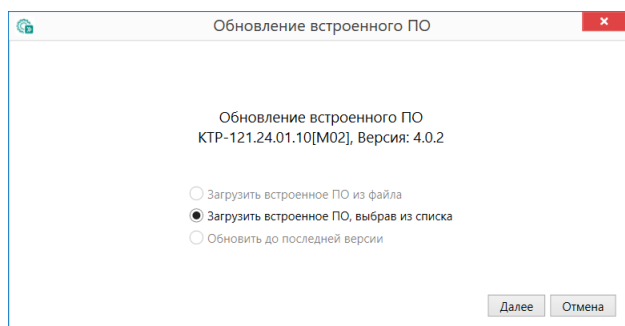 Обновление встроенного ПО
Обновление встроенного ПО
КТР-121.24.01.10[М02], Версия: 4.0.2
Загрузить встроенное ПО из файла
Загрузить встроенное ПО, выбрав из списка
Обновить до последней версии
Далее Отмена